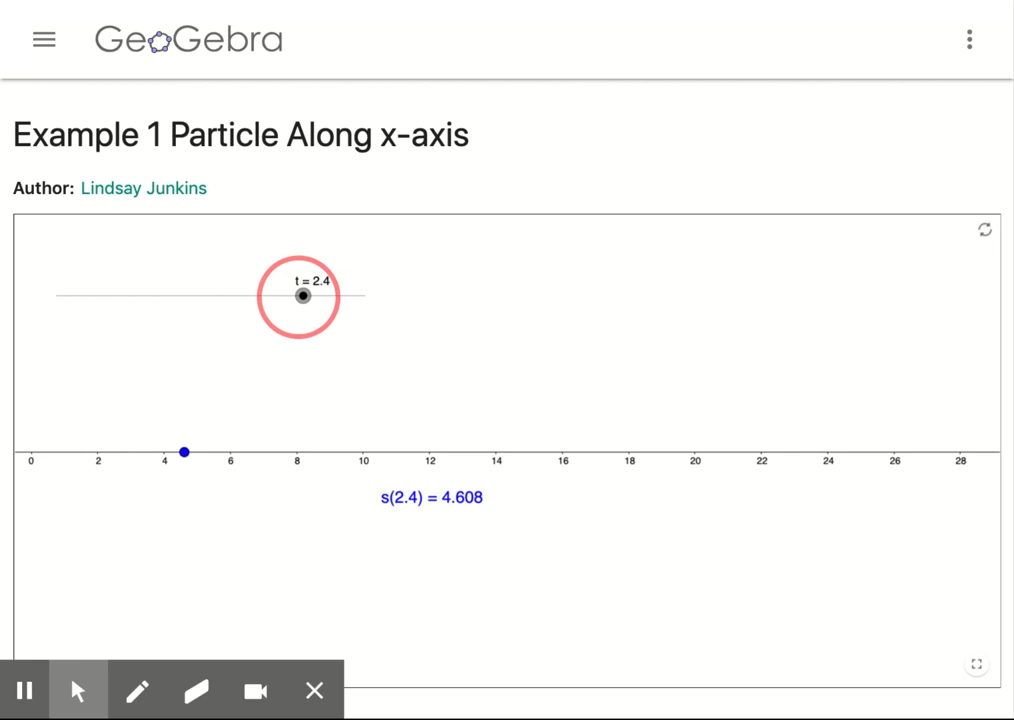 GeoGebra
Example 1 Particle Along x-axis
Author: Lindsay Junkins
t = 2.4
0 2 4 6 8 10 12 14 16 18 20 22 24 26 28
s(2.4) = 4.608